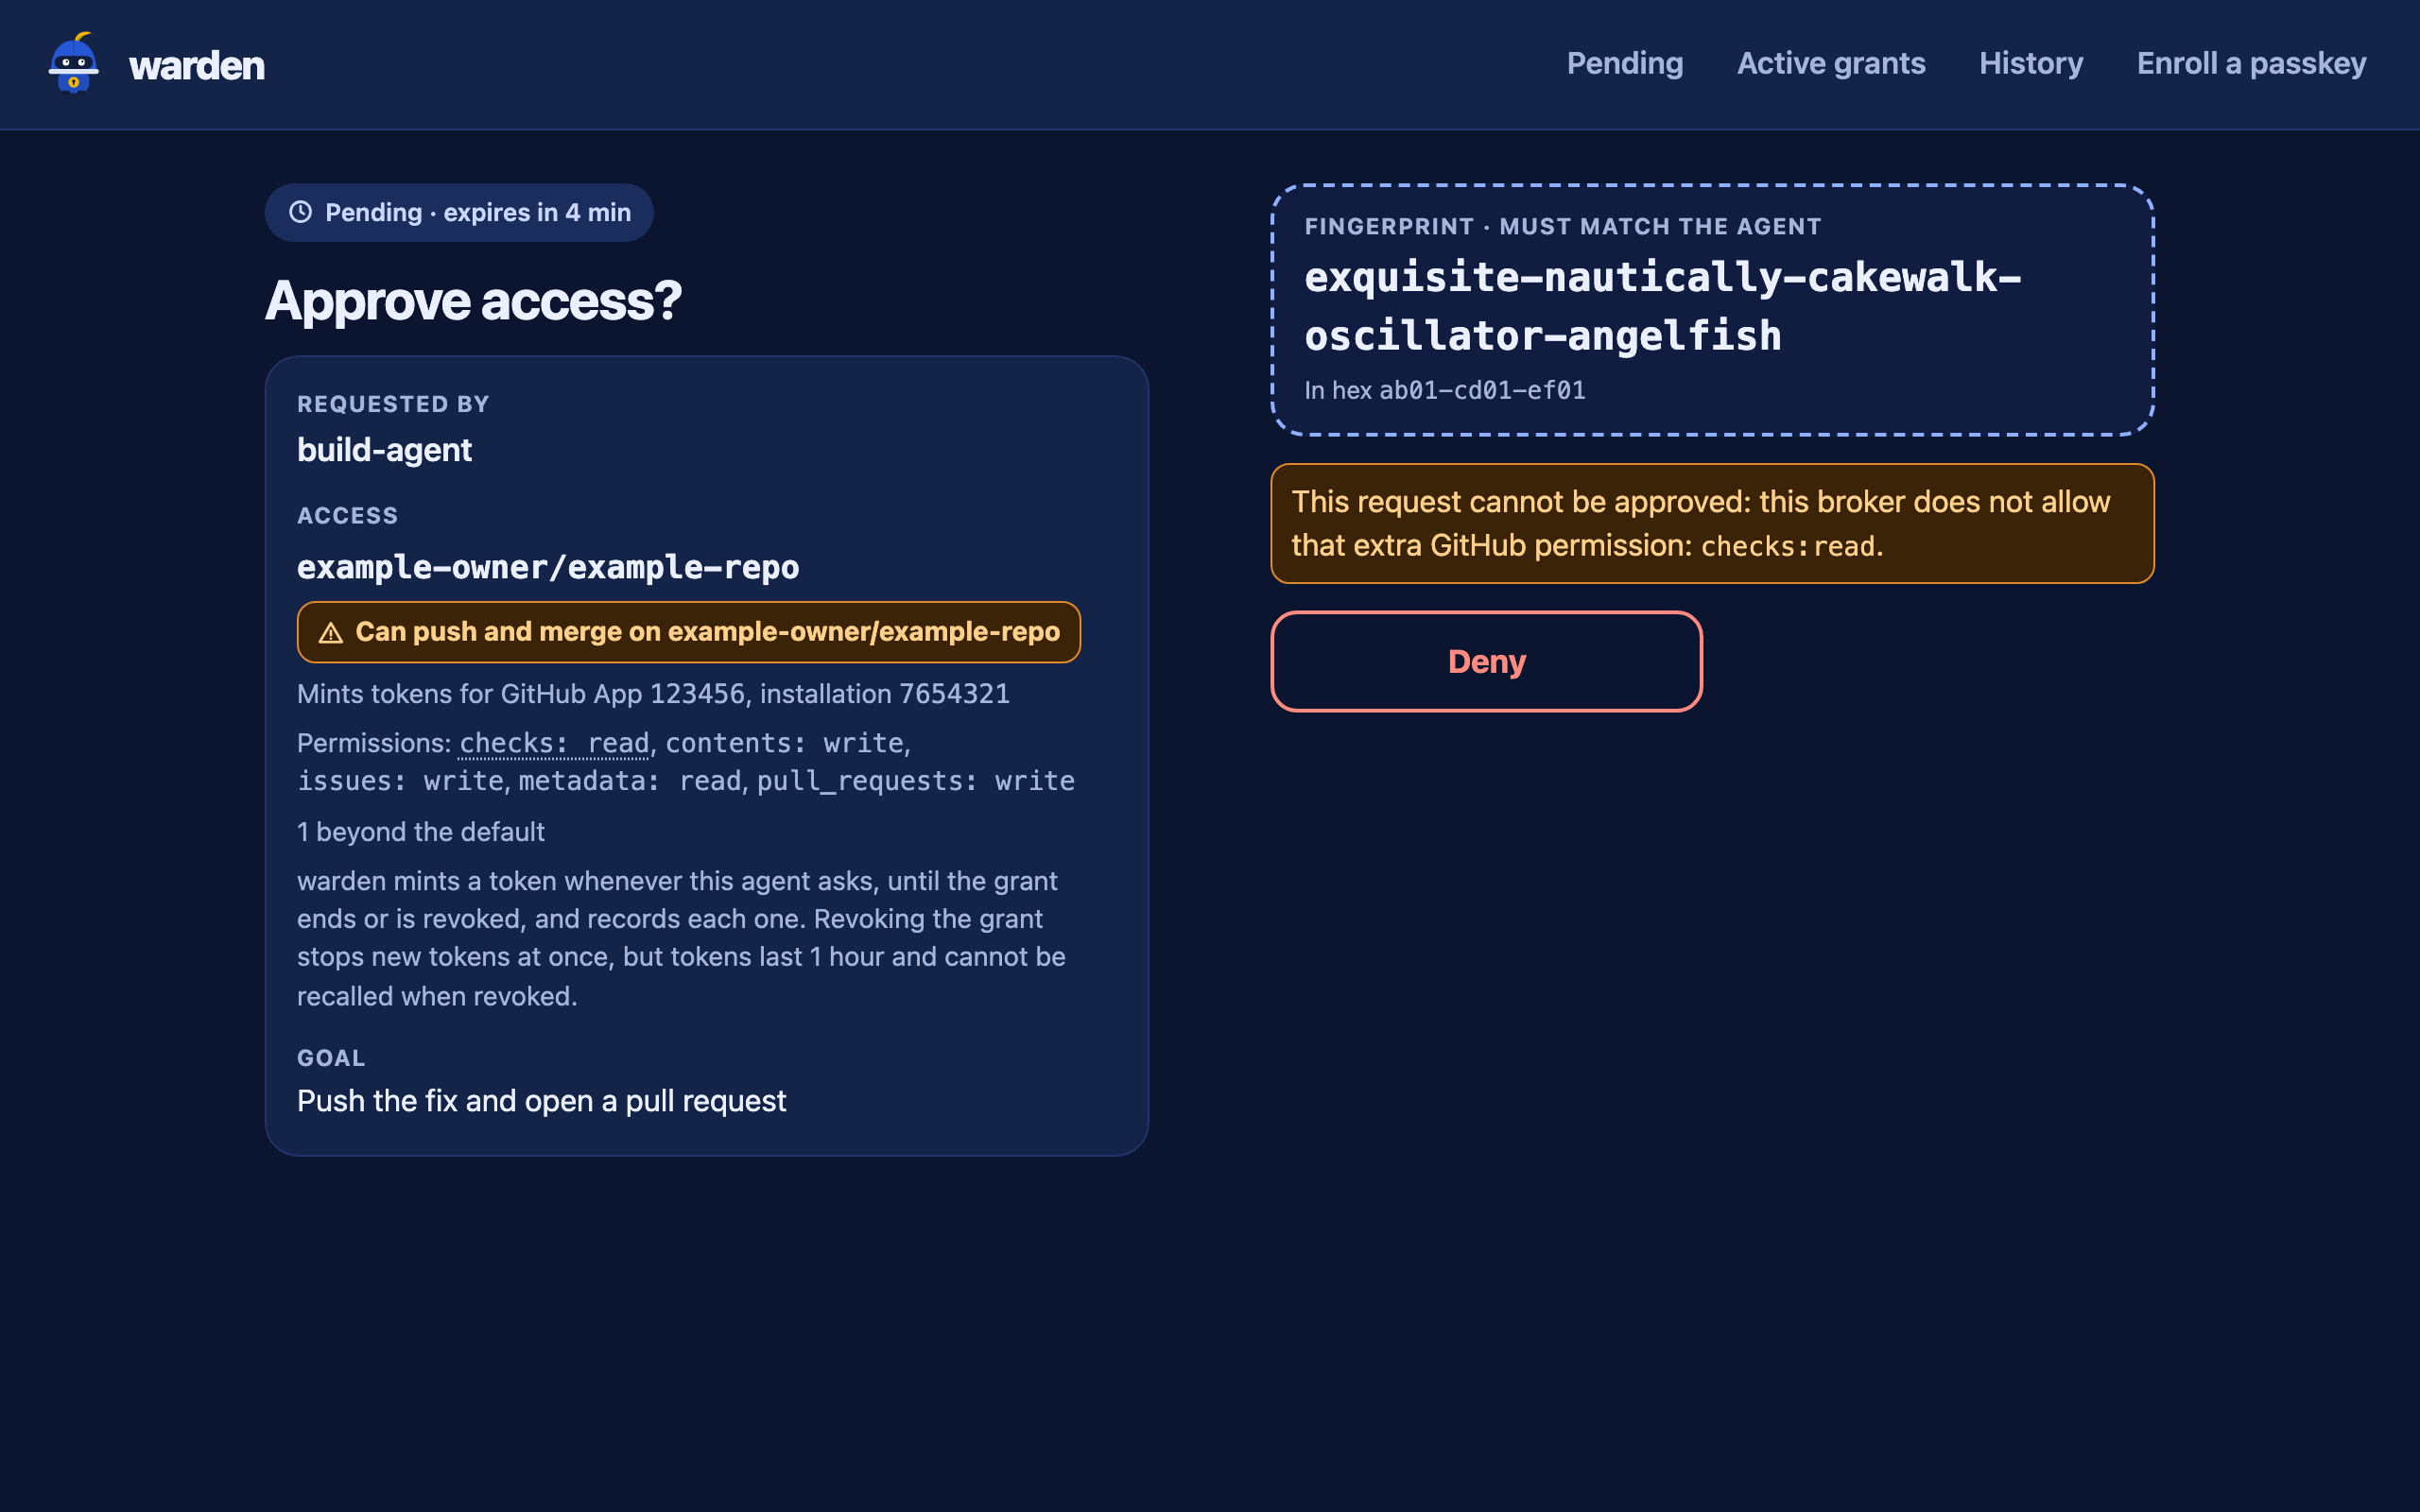 warden
Pending
Active grants
History
Enroll a passkey
Pending · expires in 4 min
Approve access?
REQUESTED BY
build-agent
ACCESS
example-owner/example-repo
Can push and merge on example-owner/example-repo
Mints tokens for GitHub App 123456, installation 7654321
Permissions: checks: read, contents: write,
issues: write, metadata: read, pull_requests: write
1 beyond the default
warden mints a token whenever this agent asks, until the grant
ends or is revoked, and records each one. Revoking the grant
stops new tokens at once, but tokens last 1 hour and cannot be
recalled when revoked.
GOAL
Push the fix and open a pull request
FINGERPRINT · MUST MATCH THE AGENT
exquisite-nautically-cakewalk-
oscillator-angelfish
In hex ab01-cd01-ef01
This request cannot be approved: this broker does not allow
that extra GitHub permission: checks:read.
Deny